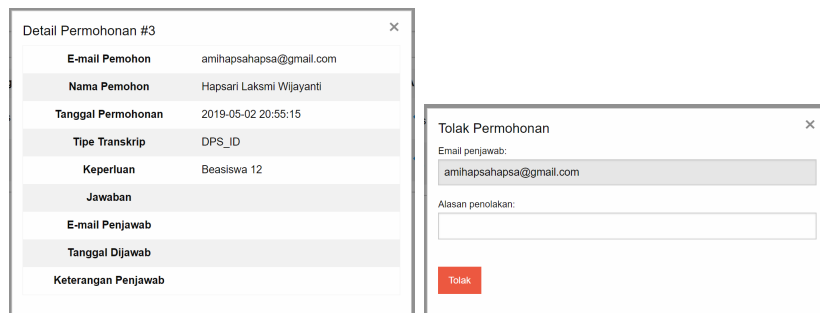 Detail Permohonan #3 ×
E-mail Pemohon amihapsahapsa@gmail.com
Nama Pemohon Hapsari Laksmi Wijayanti
Tanggal Permohonan 2019-05-02 20:55:15
Tipe Transkrip DPS_ID
Keperluan Beasiswa 12
Jawaban
E-mail Penjawab
Tanggal Dijawab
Keterangan Penjawab
Tolak Permohonan ×
Email penjawab:
amihapsahapsa@gmail.com
Alasan penolakan:
Tolak